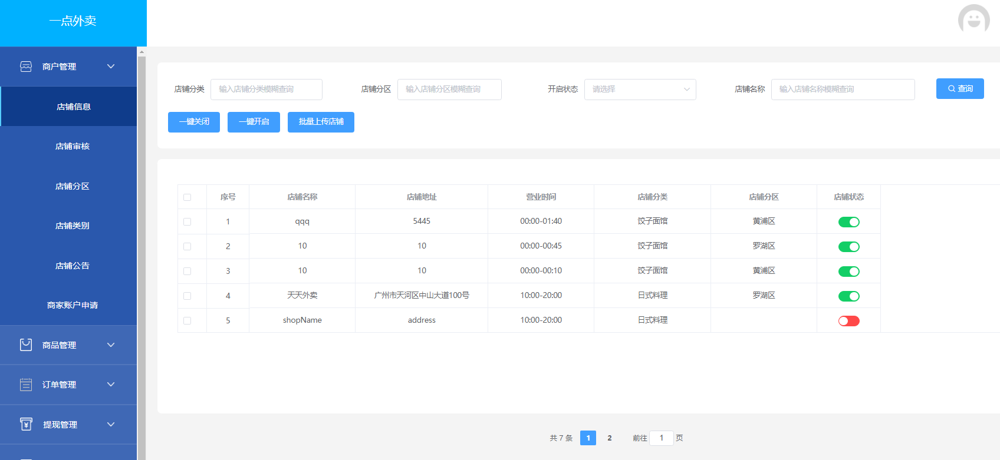 一点外卖
商户管理
店铺信息
店铺审核
店铺分区
店铺类别
店铺公告
商家账户申请
商品管理
订单管理
提现管理
店铺分类 输入店铺分类模糊查询 店铺分区 输入店铺分区模糊查询 开启状态 请选择 店铺名称 输入店铺名称模糊查询 查询
一键关闭 一键开启 批量上传店铺
序号 店铺名称 店铺地址 营业时间 店铺分类 店铺分区 店铺状态
1 qqq 5445 00:00-01:40 饺子面馆 黄浦区
2 10 10 00:00-00:45 饺子面馆 罗湖区
3 10 10 00:00-00:10 饺子面馆 黄浦区
4 天天外卖 广州市天河区中山大道100号 10:00-20:00 日式料理 罗湖区
5 shopName address 10:00-20:00 日式料理
共 7 条 1 2 前往 1 页